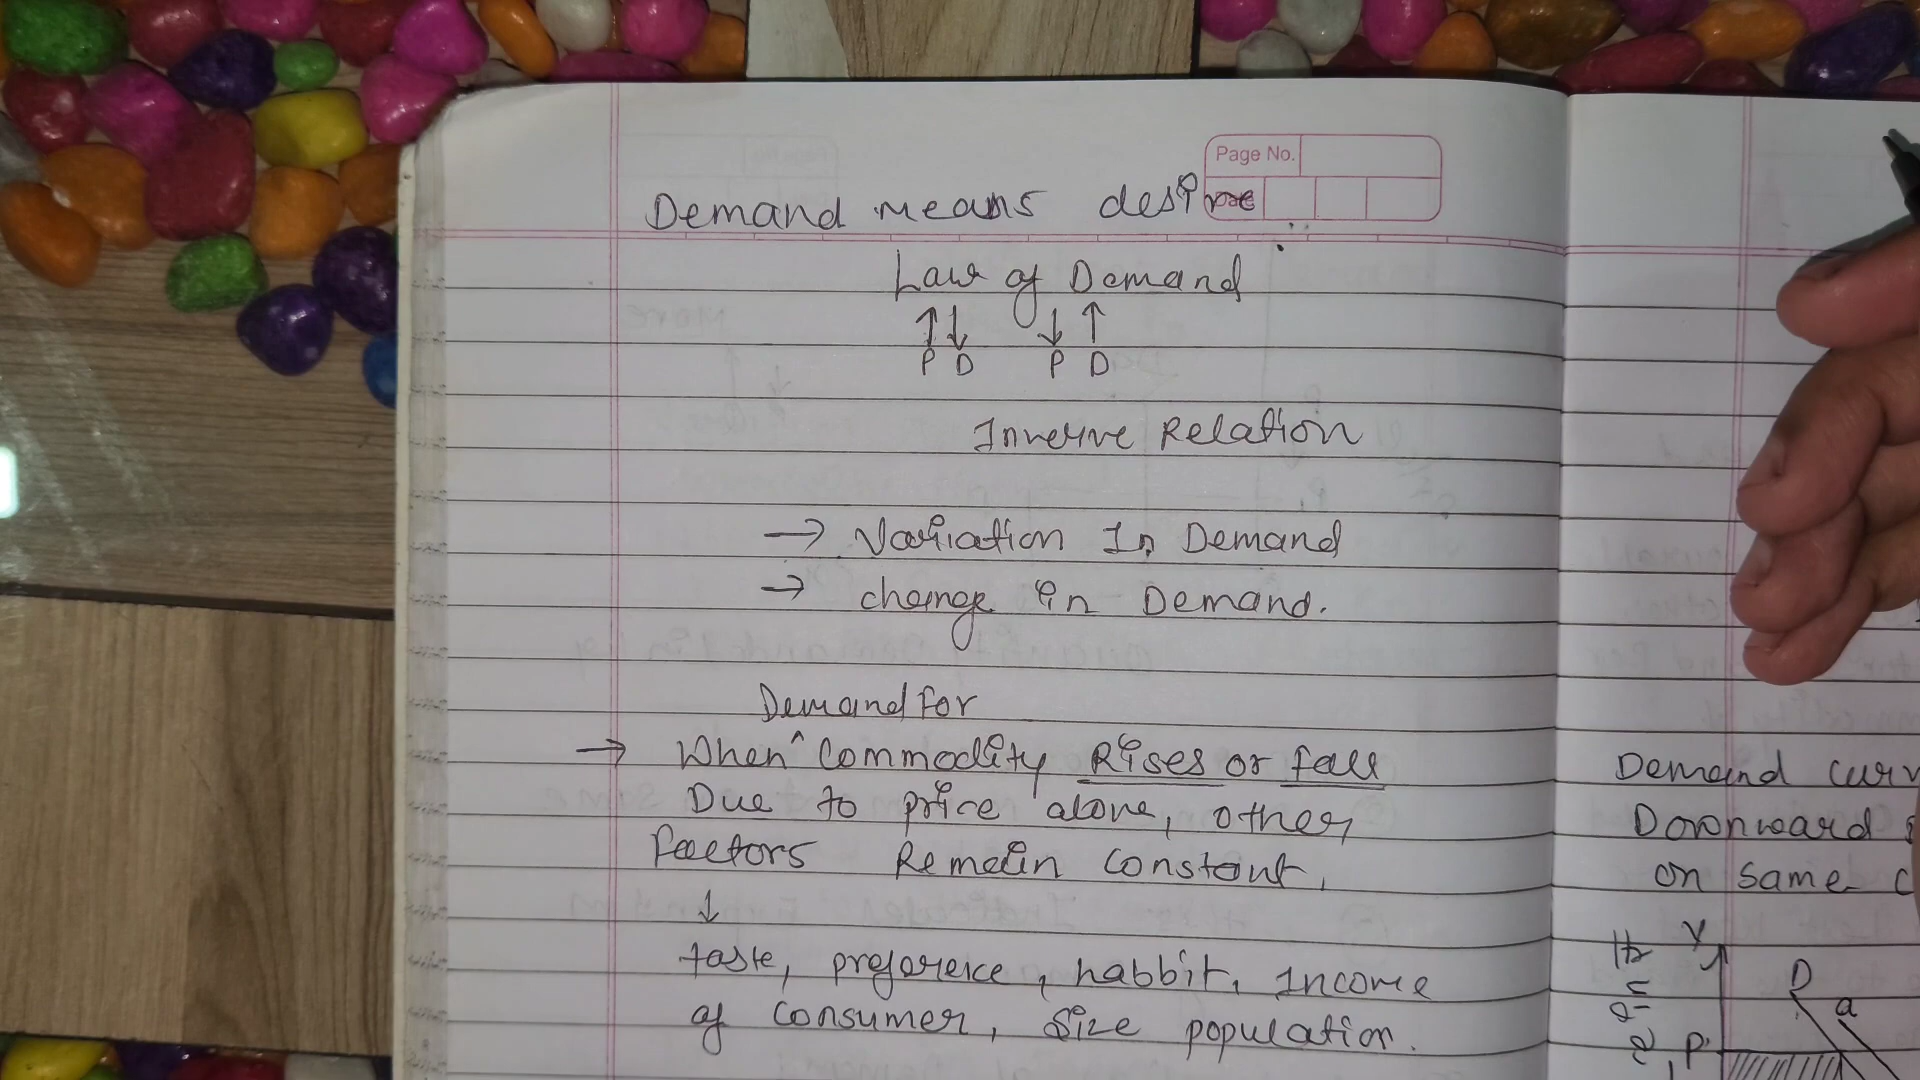 Page No.
Demand means desire
Law of Demand
↑↓ ↓↑
P D P D
Inverse Relation
→ Variation In Demand
→ change in Demand.
Demand for
→ When ^ Commodity Rises or fall
Due to price alone, other,
factors Remain constant,
↓
taste, preference, habbit, Income
of consumer, Size population.
Demand curv
Downward s
on same c
Y
D
a
P